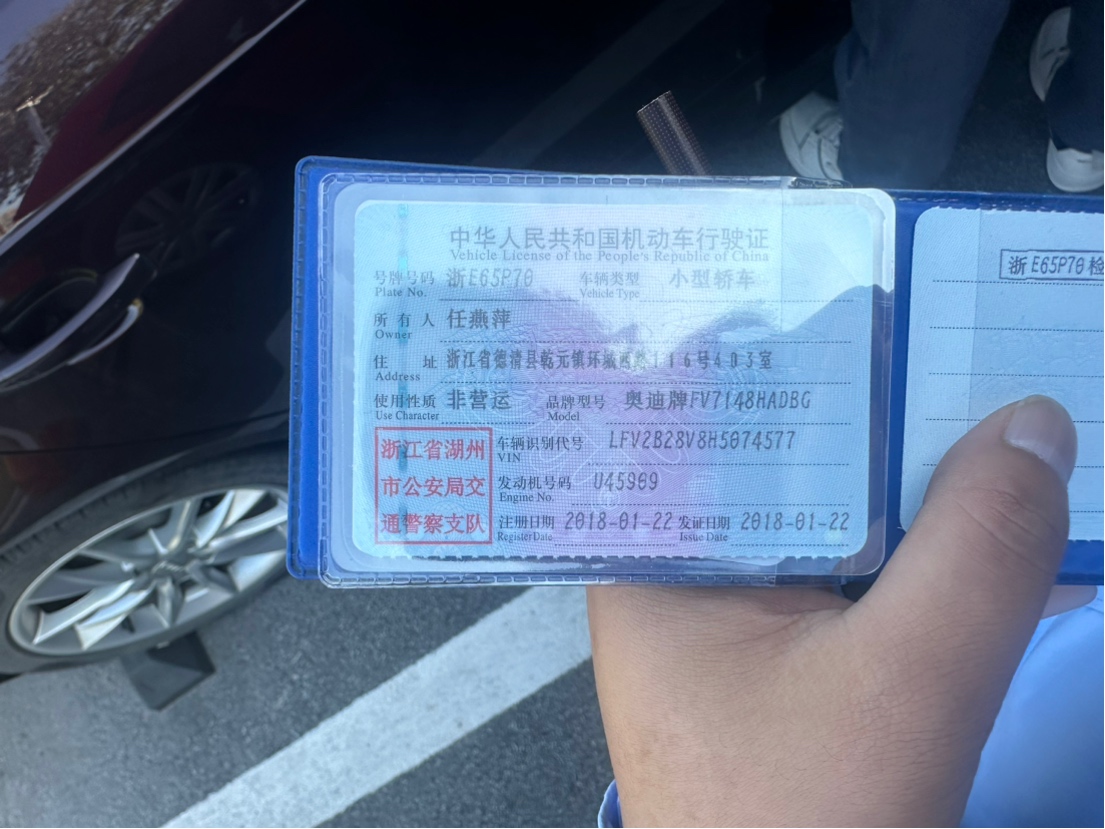 中华人民共和国机动车行驶证
Vehicle License of the People's Republic of China
号牌号码 浙E65P70 车辆类型 小型轿车
Plate No. Vehicle Type
所有人 任燕萍
Owner
住址 浙江省德清县乾元镇环城西路116号403室
Address
使用性质 非营运 品牌型号 奥迪牌FV7148HADBG
Use Character Model
浙江省湖州
市公安局交
通警察支队
车辆识别代号 LFV2B28V8H5074577
VIN
发动机号码 U45969
Engine No.
注册日期 2018-01-22 发证日期 2018-01-22
Register Date Issue Date
浙E65P70检